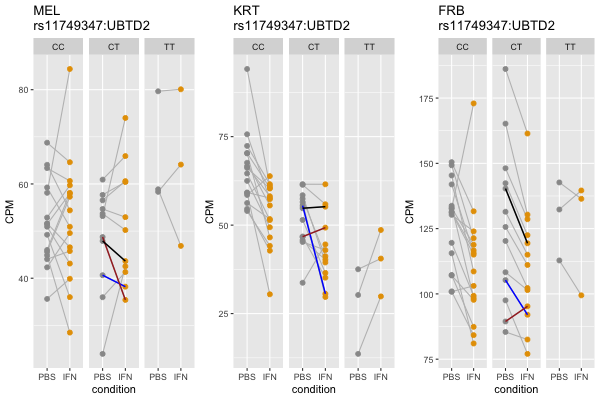 MEL
rs11749347:UBTD2
CC CT TT
CPM
80
60
40
PBS IFN PBS IFN PBS IFN
condition
KRT
rs11749347:UBTD2
CC CT TT
CPM
75
50
25
PBS IFN PBS IFN PBS IFN
condition
FRB
rs11749347:UBTD2
CC CT TT
CPM
175
150
125
100
75
PBS IFN PBS IFN PBS IFN
condition